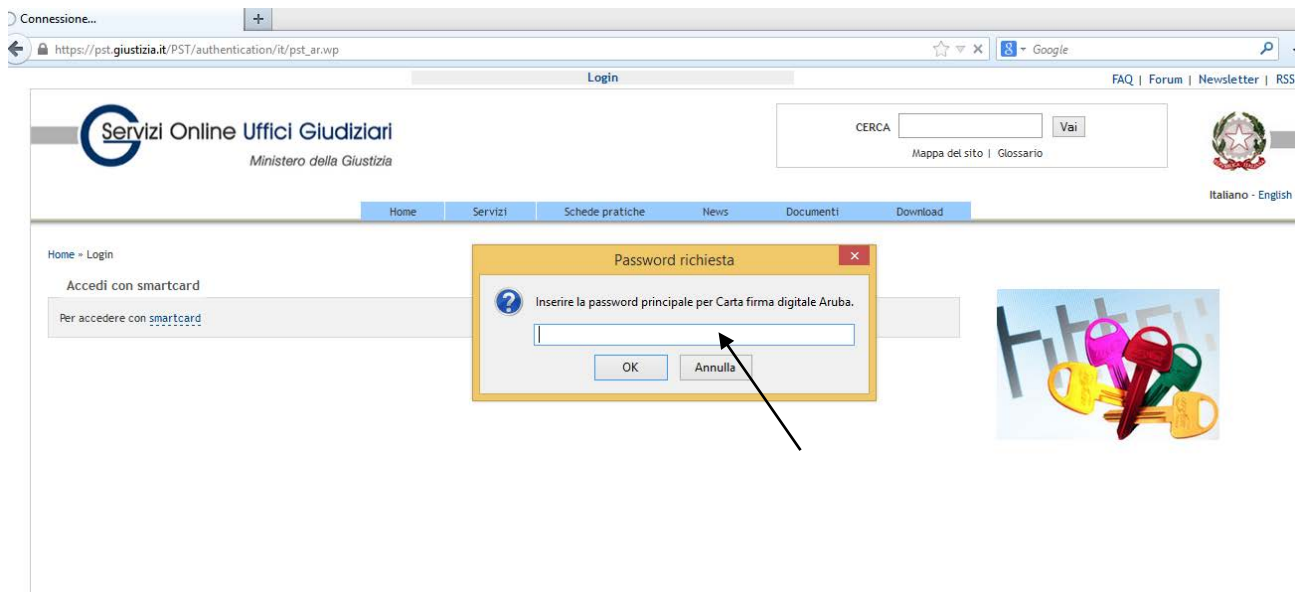 Connessione...
https://pst.giustizia.it/PST/authentication/it/pst_ar.wp
Google
Login
FAQ | Forum | Newsletter | RSS
Servizi Online Uffici Giudiziari
Ministero della Giustizia
CERCA
Vai
Mappa del sito | Glossario
Italiano - English
Home
Servizi
Schede pratiche
News
Documenti
Download
Home » Login
Accedi con smartcard
Per accedere con smartcard
Password richiesta
Inserire la password principale per Carta firma digitale Aruba.
OK
Annulla